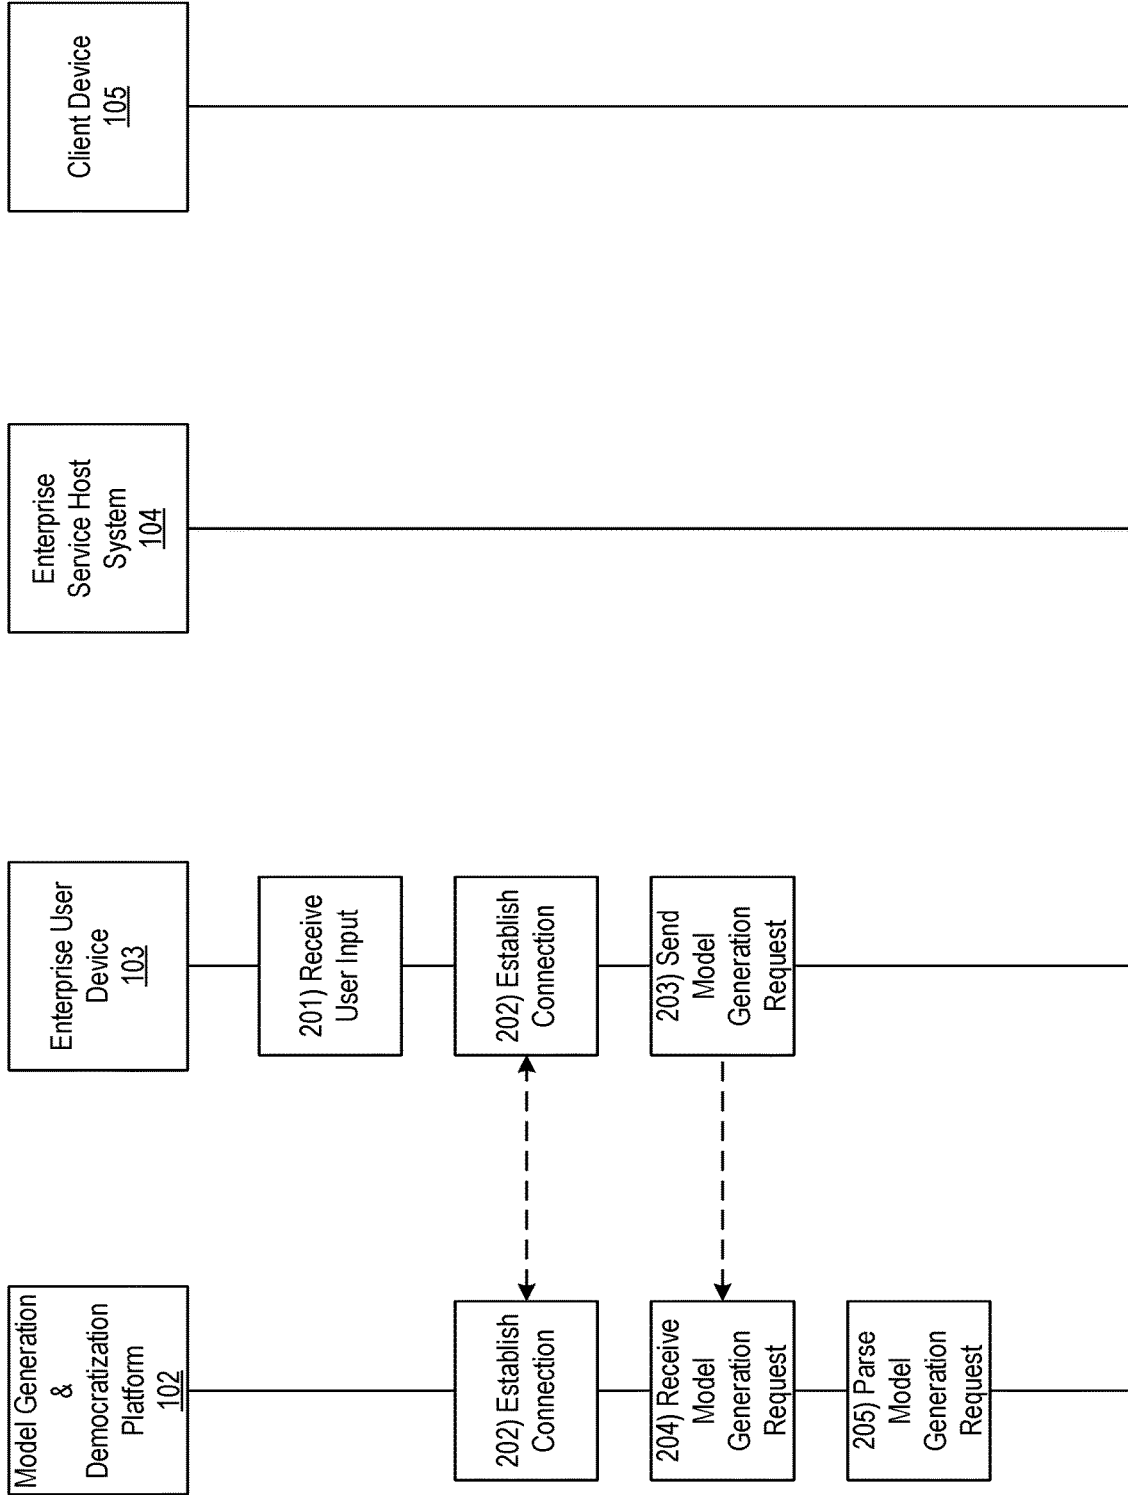 Model Generation
&
Democratization
Platform
102
Enterprise User
Device
103
Enterprise
Service Host
System
104
Client Device
105
201) Receive
User Input
202) Establish
Connection
202) Establish
Connection
204) Receive
Model
Generation
Request
203) Send
Model
Generation
Request
205) Parse
Model
Generation
Request